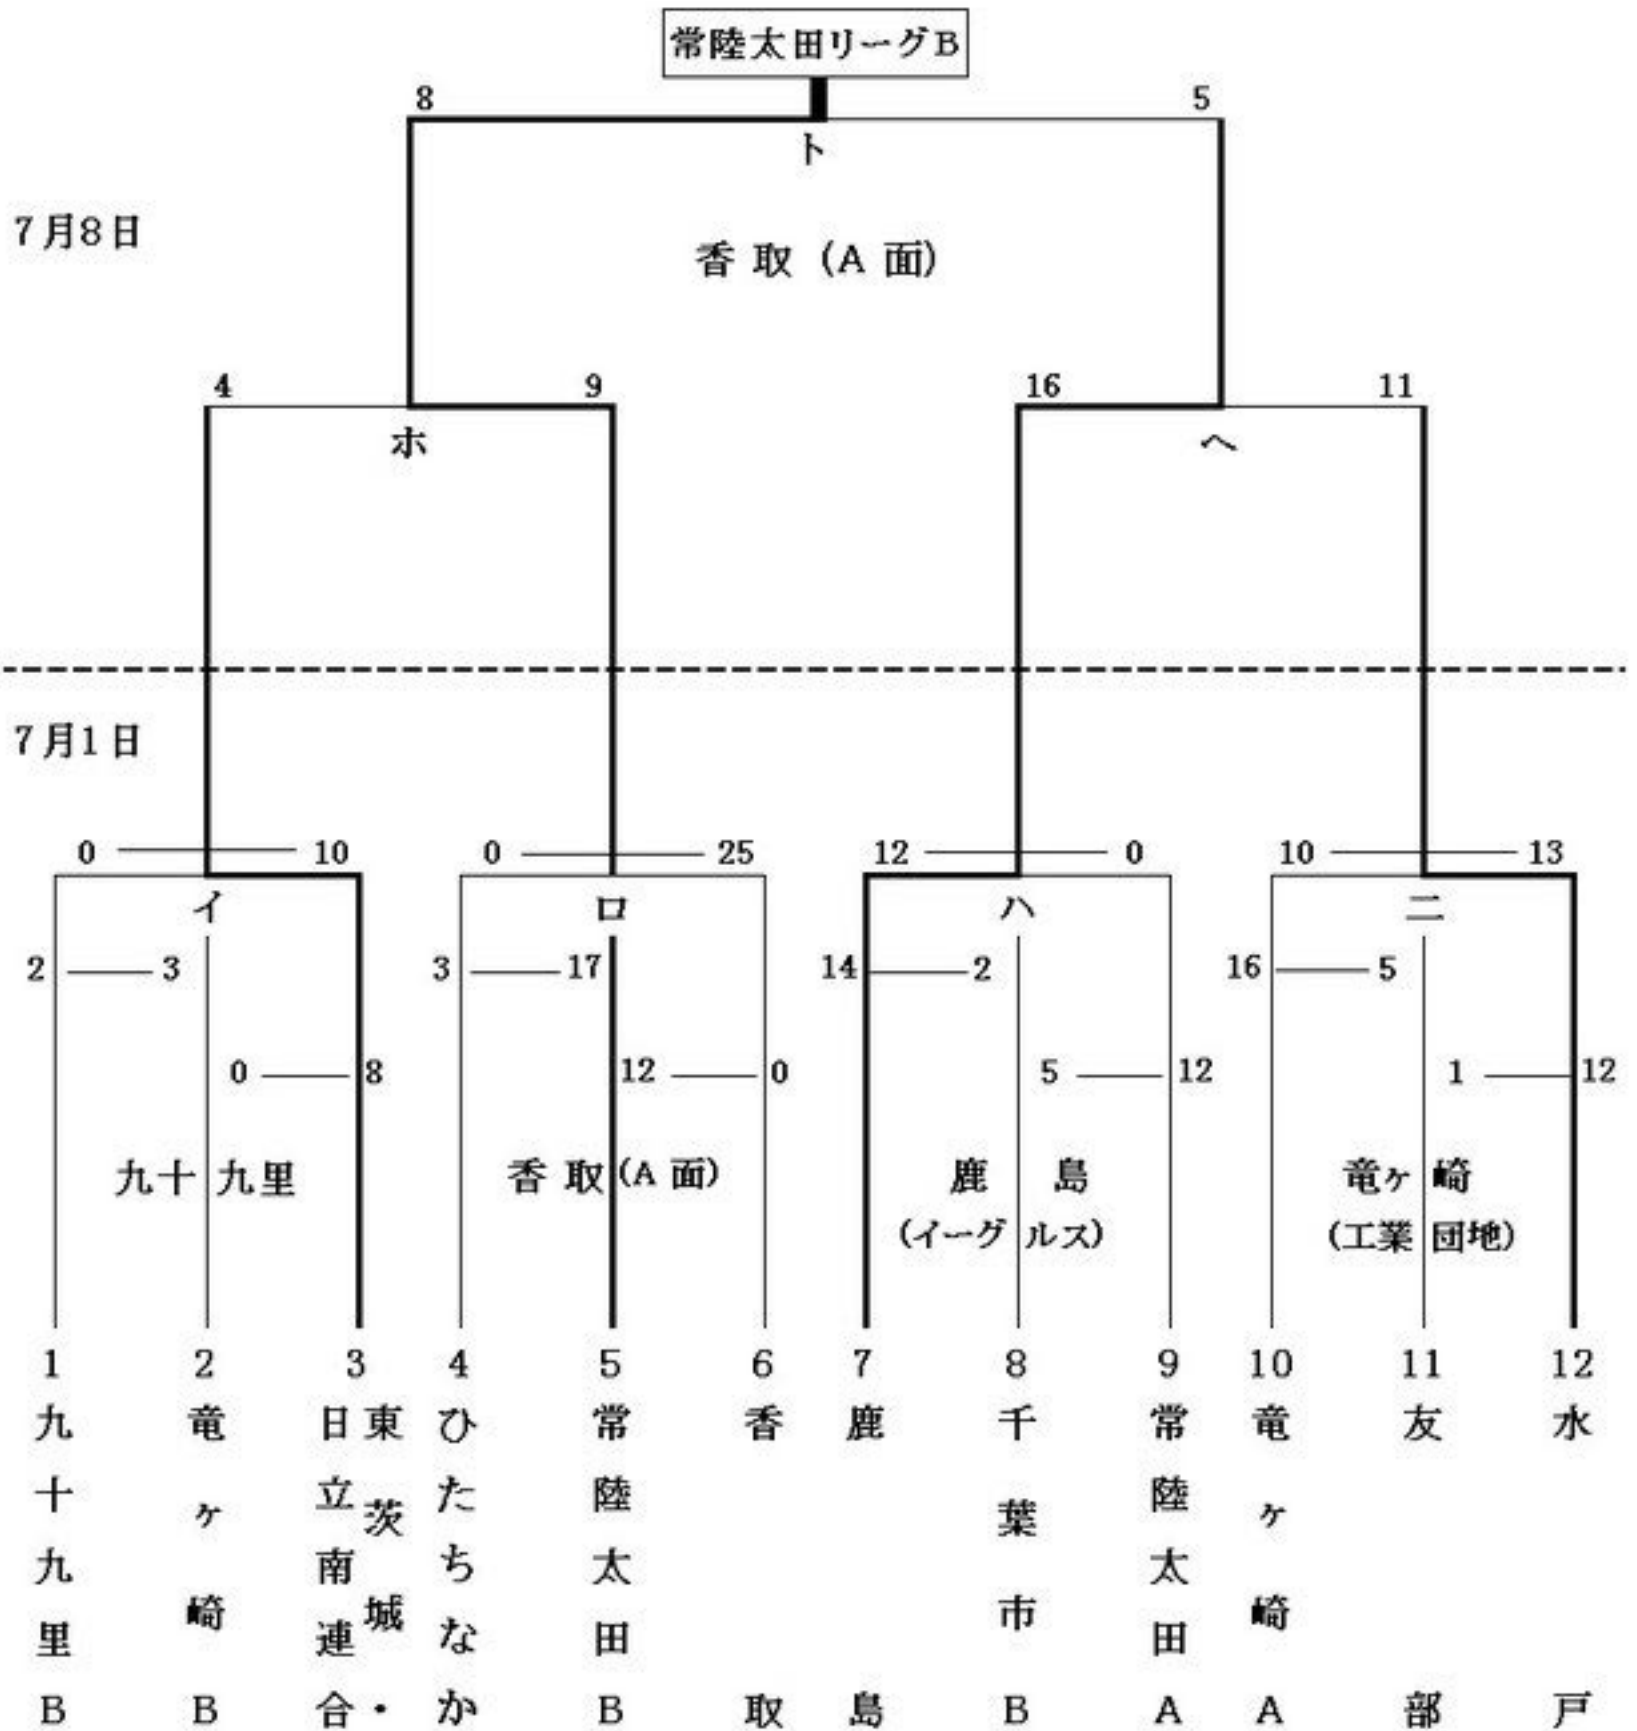 常陸太田リーグB
8 5
ト
7月8日
香取 (A面)
4 9 16 11
ホ ヘ
7月1日
0 10 0 25 12 0 10 13
イ ロ ハ ニ
2 3 3 17 14 2 16 5
0 8 12 0 5 12 1 12
九十九里
香取(A面)
鹿島
(イーグルス)
竜ヶ崎
(工業団地)
1 2 3 4 5 6 7 8 9 10 11 12
九十九里B
竜ヶ崎B
東茨城・
日立南連合
ひたちなか
常陸太田B
香取
鹿島
千葉市B
常陸太田A
竜ヶ崎A
友部
水戸